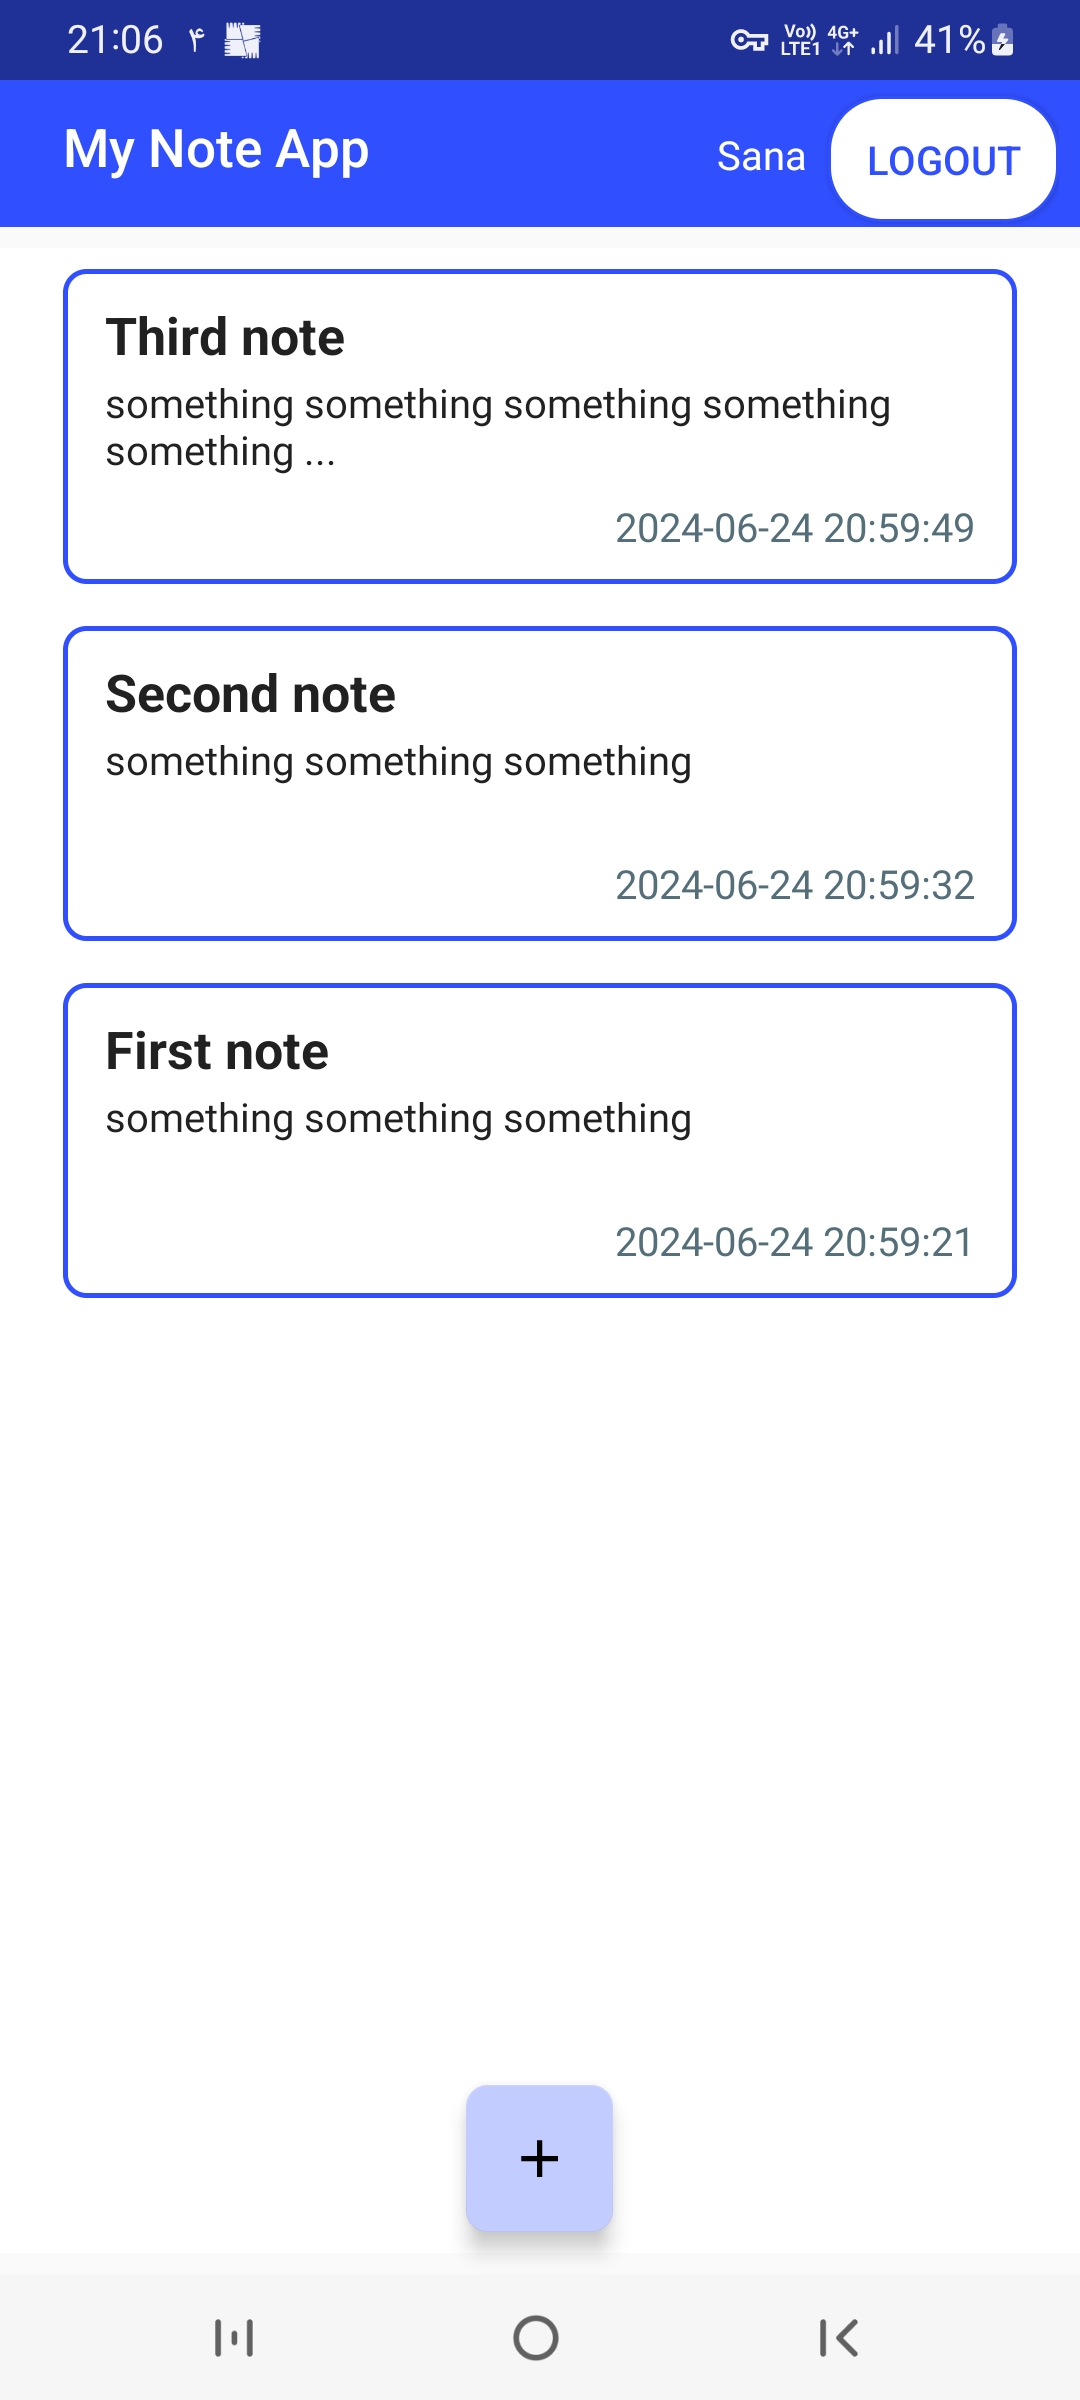 21:06 ۴ Vo)) LTE1 4G+ 41%
My Note App Sana LOGOUT
Third note
something something something something
something ...
2024-06-24 20:59:49
Second note
something something something
2024-06-24 20:59:32
First note
something something something
2024-06-24 20:59:21
+